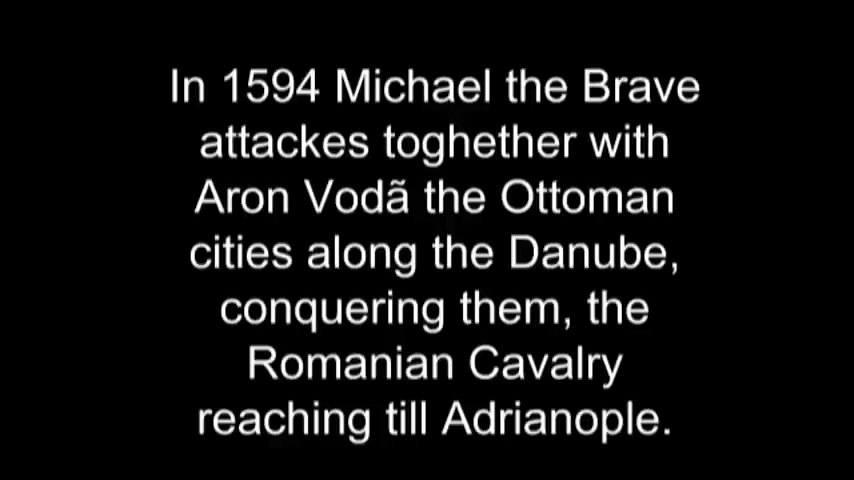 In 1594 Michael the Brave
attackes toghether with
Aron Vodã the Ottoman
cities along the Danube,
conquering them, the
Romanian Cavalry
reaching till Adrianople.